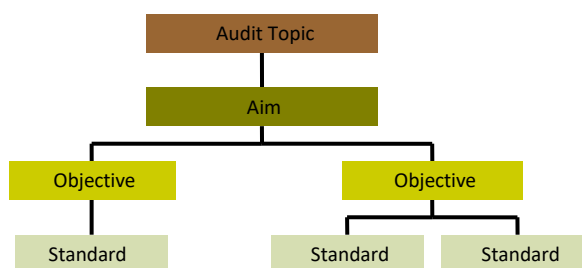 Audit Topic
Aim
Objective
Objective
Standard
Standard
Standard